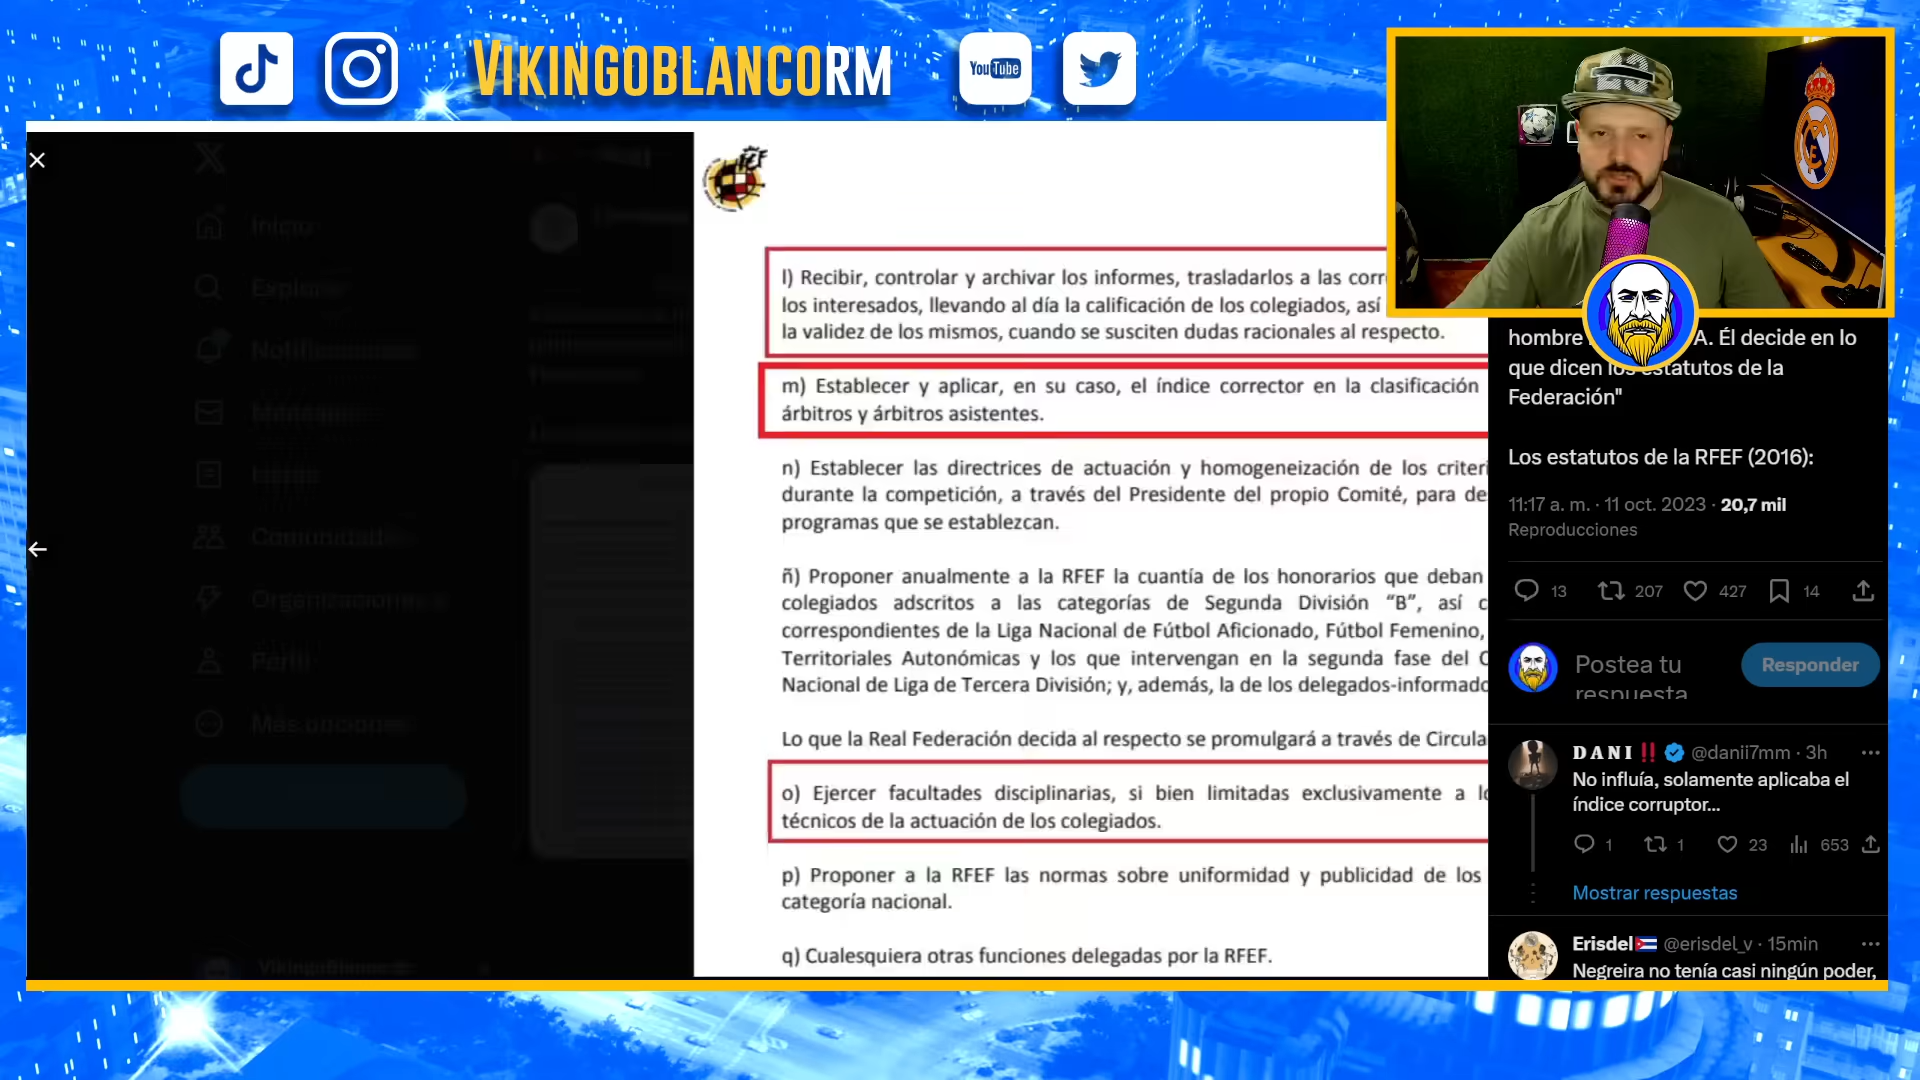 VIKINGOBLANCORM
YouTube
RFEF
Inicio
Explorar
Comunidades
Organizaciones
Perfil
Más opciones
l) Recibir, controlar y archivar los informes, trasladarlos a las
los interesados, llevando al día la calificación de los colegiados, así
la validez de los mismos, cuando se susciten dudas racionales al respecto.
m) Establecer y aplicar, en su caso, el índice corrector en la clasificación
árbitros y árbitros asistentes.
n) Establecer las directrices de actuación y homogeneización de los
durante la competición, a través del Presidente del propio Comité, para
programas que se establezcan.
ñ) Proponer anualmente a la RFEF la cuantía de los honorarios que deban
colegiados adscritos a las categorías de Segunda División “B”, así
correspondientes de la Liga Nacional de Fútbol Aficionado, Fútbol Femenino,
Territoriales Autonómicas y los que intervengan en la segunda fase del
Nacional de Liga de Tercera División; y, además, la de los
Lo que la Real Federación decida al respecto se promulgará a través de
o) Ejercer facultades disciplinarias, si bien limitadas exclusivamente a
técnicos de la actuación de los colegiados.
p) Proponer a la RFEF las normas sobre uniformidad y publicidad de los
categoría nacional.
q) Cualesquiera otras funciones delegadas por la RFEF.
hombre A. Él decide en lo
que dicen los estatutos de la
Federación"
Los estatutos de la RFEF (2016):
11:17 a. m. · 11 oct. 2023 · 20,7 mil
Reproducciones
13 207 427 14
Postea tu
respuesta
Responder
DANI‼ @danii7mm · 3h
No influía, solamente aplicaba el
índice corruptor...
1 1 23 653
Mostrar respuestas
Erisdel @erisdel_v · 15min
Negreira no tenía casi ningún poder,